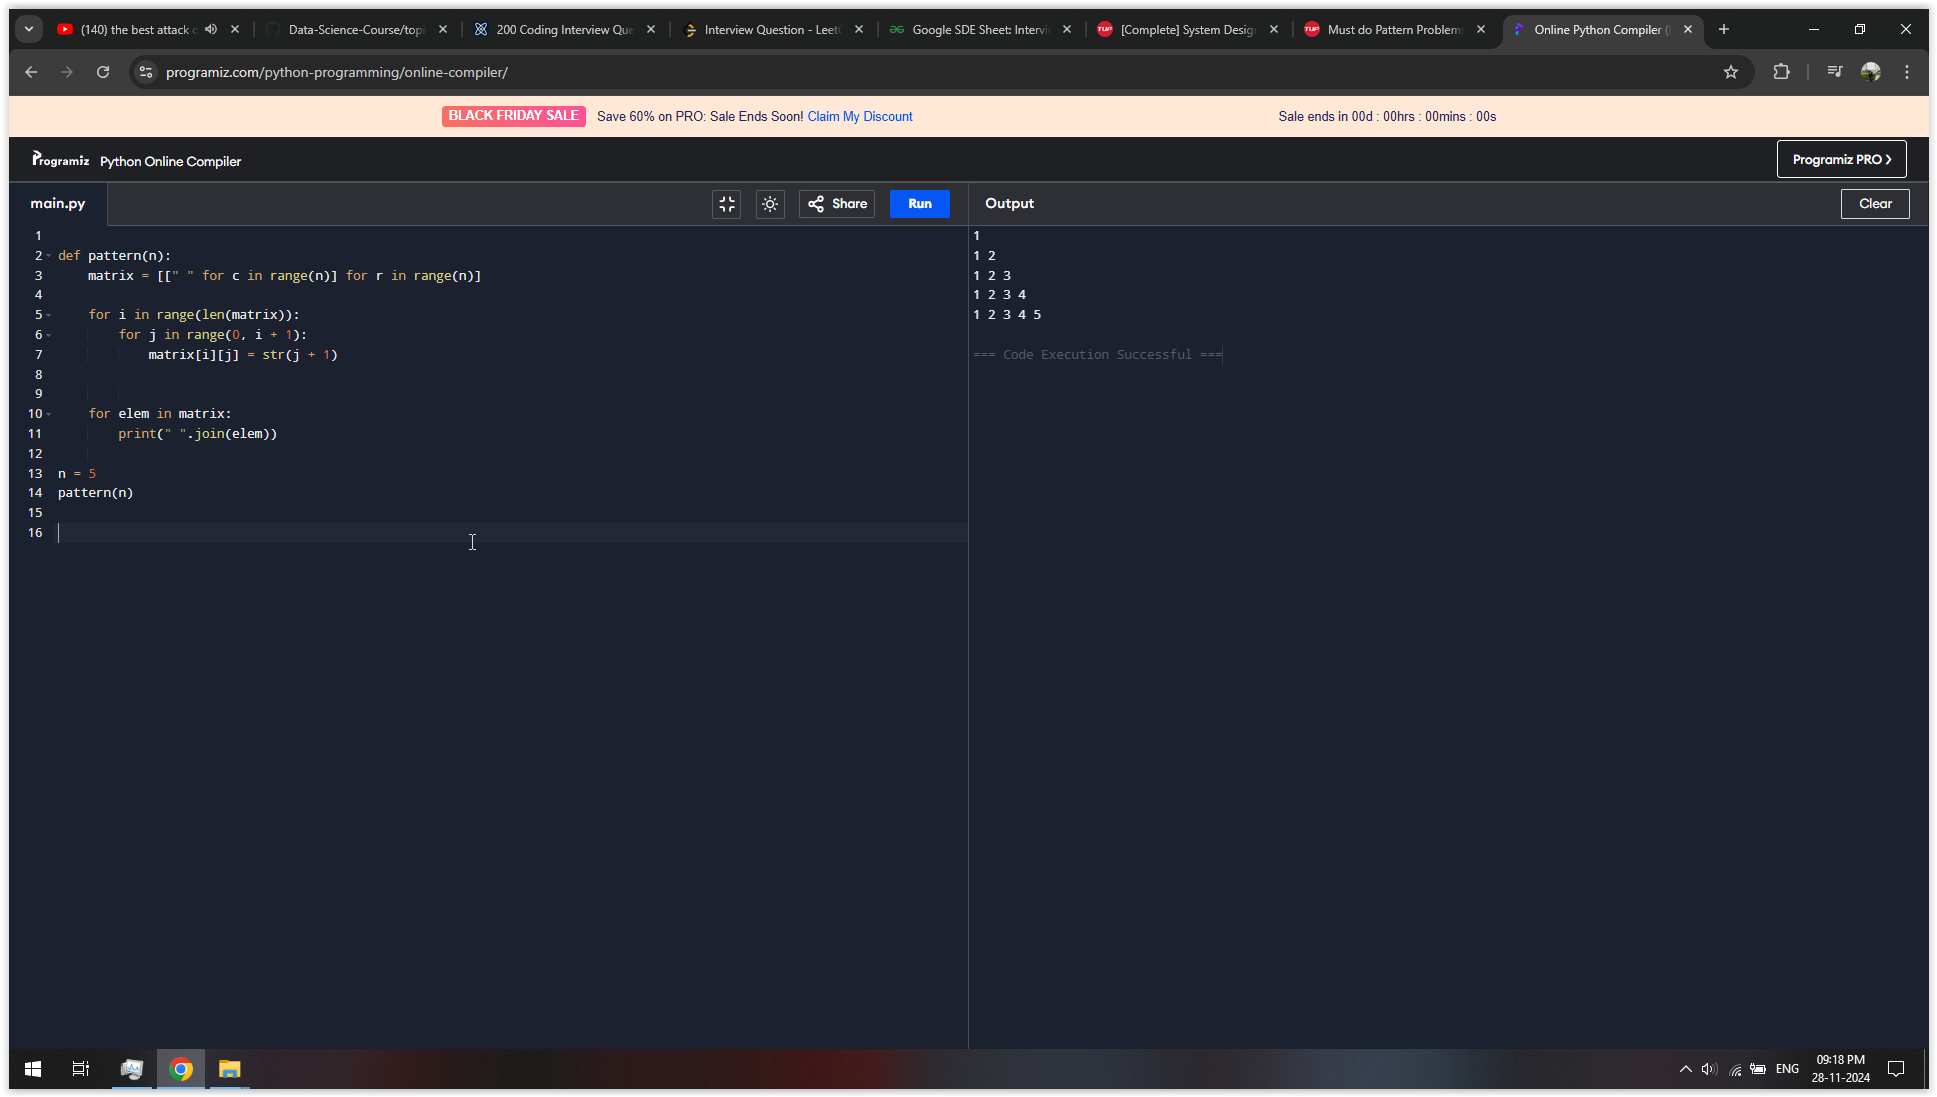 (140) the best attack
Data-Science-Course/topi
200 Coding Interview Que
Interview Question - Leet
Google SDE Sheet: Intervi
[Complete] System Desig
Must do Pattern Problems
Online Python Compiler (
programiz.com/python-programming/online-compiler/
BLACK FRIDAY SALE Save 60% on PRO: Sale Ends Soon! Claim My Discount Sale ends in 00d : 00hrs : 00mins : 00s
Programiz Python Online Compiler
Programiz PRO >
main.py
Share
Run
1
2 def pattern(n):
3     matrix = [[" " for c in range(n)] for r in range(n)]
4
5     for i in range(len(matrix)):
6         for j in range(0, i + 1):
7             matrix[i][j] = str(j + 1)
8
9
10     for elem in matrix:
11         print(" ".join(elem))
12
13 n = 5
14 pattern(n)
15
16
Output
Clear
1
1 2
1 2 3
1 2 3 4
1 2 3 4 5
=== Code Execution Successful ===
ENG
09:18 PM
28-11-2024